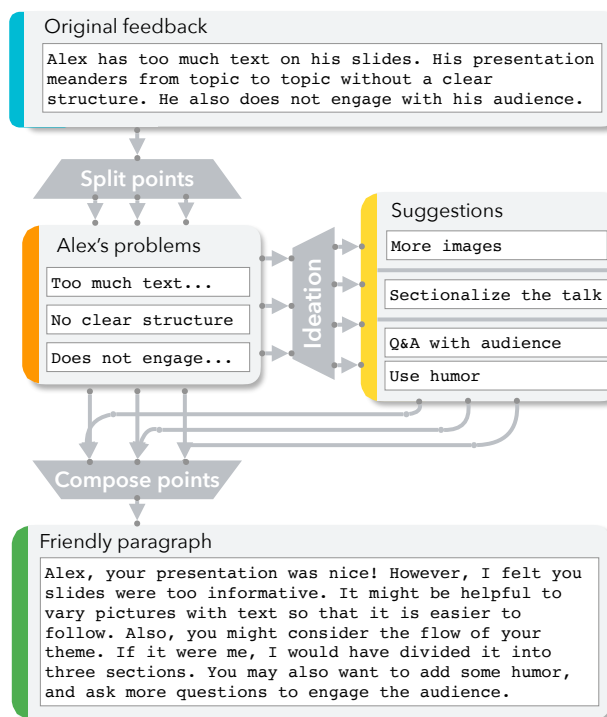 Original feedback
Alex has too much text on his slides. His presentation
meanders from topic to topic without a clear
structure. He also does not engage with his audience.
Split points
Alex's problems
Too much text...
No clear structure
Does not engage...
Ideation
Suggestions
More images
Sectionalize the talk
Q&A with audience
Use humor
Compose points
Friendly paragraph
Alex, your presentation was nice! However, I felt you
slides were too informative. It might be helpful to
vary pictures with text so that it is easier to
follow. Also, you might consider the flow of your
theme. If it were me, I would have divided it into
three sections. You may also want to add some humor,
and ask more questions to engage the audience.